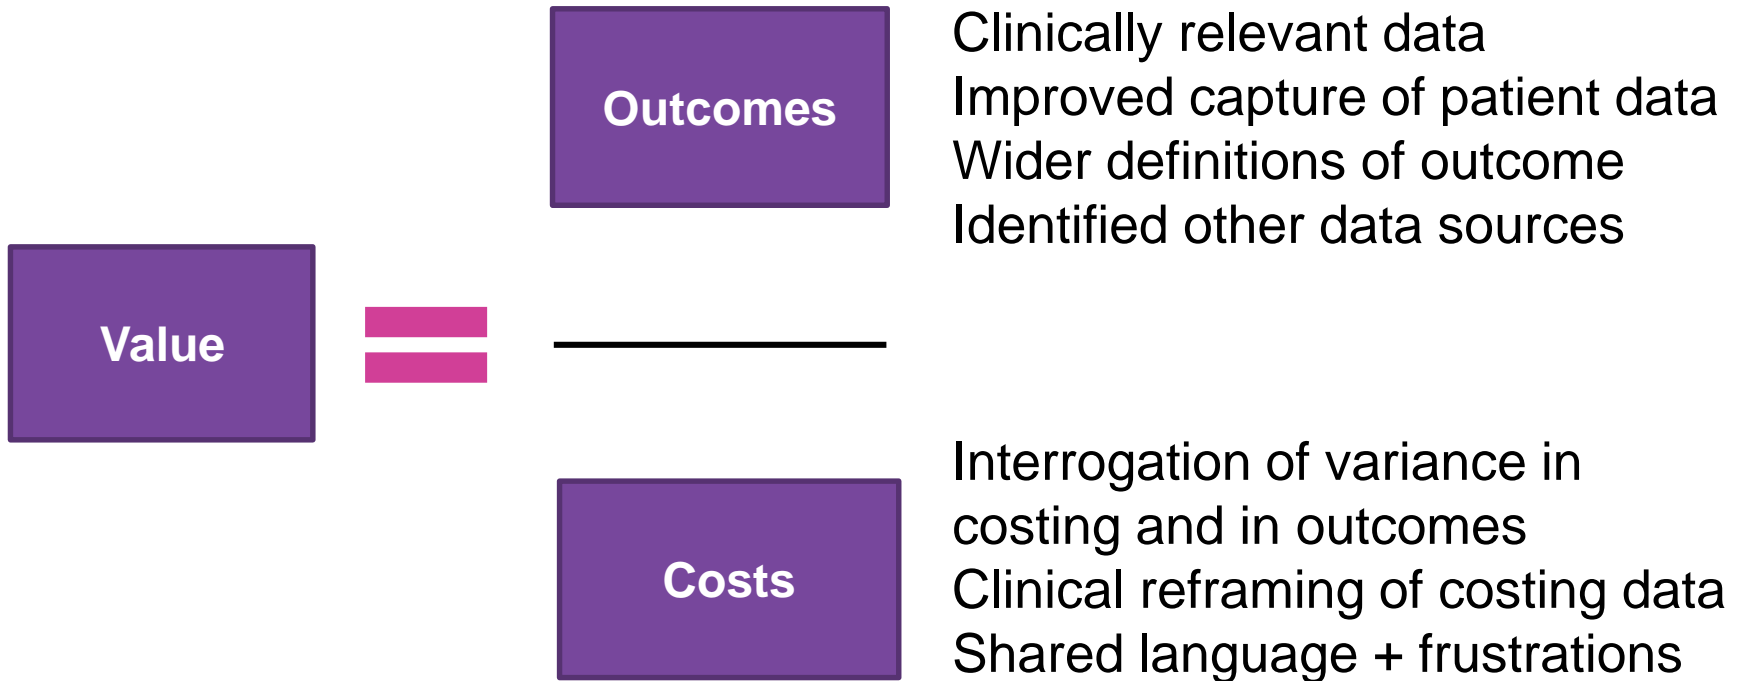 Outcomes
Clinically relevant data
Improved capture of patient data
Wider definitions of outcome
Identified other data sources
Value
Costs
Interrogation of variance in
costing and in outcomes
Clinical reframing of costing data
Shared language + frustrations